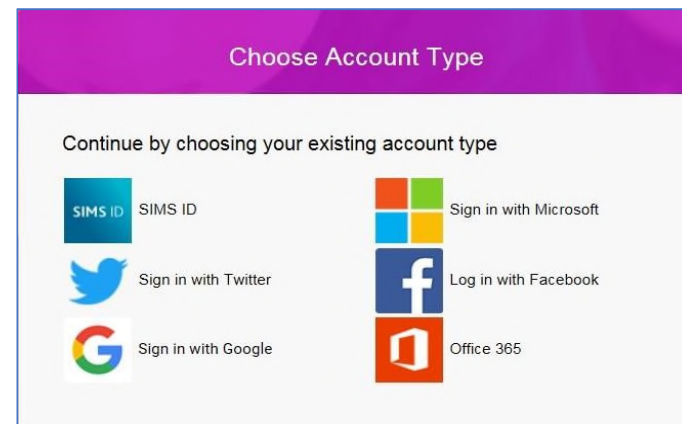 Choose Account Type
Continue by choosing your existing account type
SIMS ID SIMS ID
Sign in with Microsoft
Sign in with Twitter
Log in with Facebook
Sign in with Google
Office 365